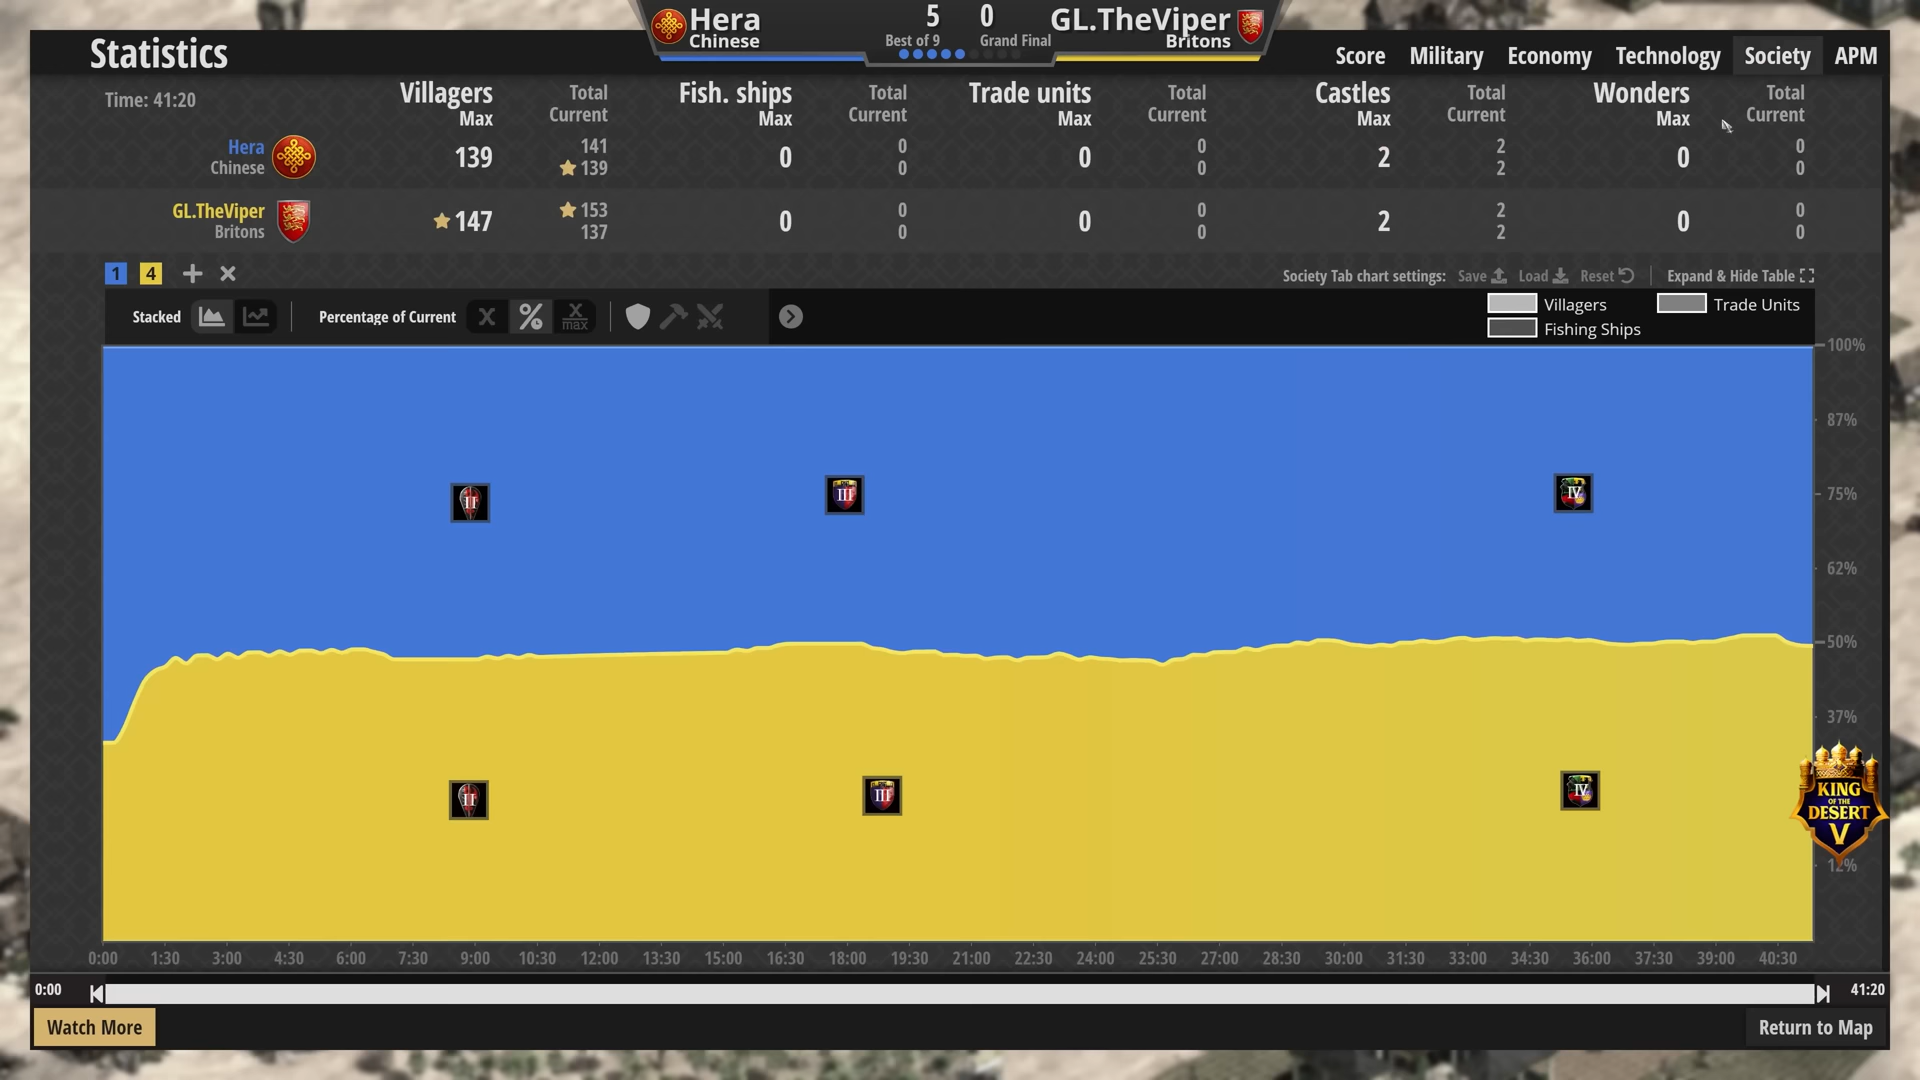 Hera
Chinese
5 0
Best of 9 Grand Final
GL.TheViper
Britons
Statistics
Score Military Economy Technology Society APM
Time: 41:20
Villagers Max Total Current
Fish. ships Max Total Current
Trade units Max Total Current
Castles Max Total Current
Wonders Max Total Current
Hera
Chinese
139 141 139
0 0 0
0 0 0
2 2 2
0 0 0
GL.TheViper
Britons
147 153 137
0 0 0
0 0 0
2 2 2
0 0 0
1 4
Society Tab chart settings: Save Load Reset Expand & Hide Table
Stacked Percentage of Current X % X max
Villagers Trade Units
Fishing Ships
100%
87%
75%
62%
50%
37%
12%
II III IV
II III IV
KING
OF THE
DESERT
V
0:00 1:30 3:00 4:30 6:00 7:30 9:00 10:30 12:00 13:30 15:00 16:30 18:00 19:30 21:00 22:30 24:00 25:30 27:00 28:30 30:00 31:30 33:00 34:30 36:00 37:30 39:00 40:30
0:00 41:20
Watch More Return to Map